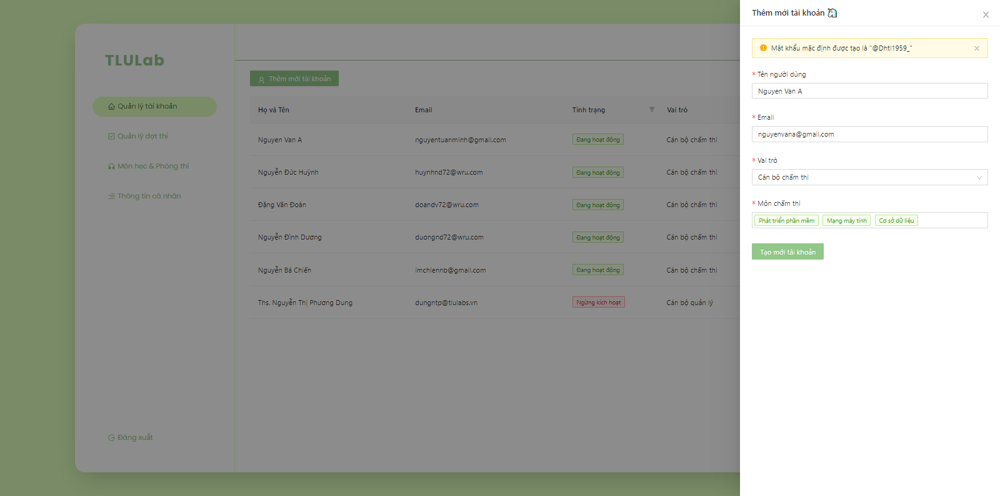 TLULab
Quản lý tài khoản
Quản lý đợt thi
Môn học & Phòng thi
Thông tin cá nhân
Đăng xuất
Thêm mới tài khoản
Họ và Tên Email Tình trạng Vai trò
Nguyen Van A nguyentuanminh@gmail.com Đang hoạt động Cán bộ chấm thi
Nguyễn Đức Huỳnh huynhnd72@wru.com Đang hoạt động Cán bộ chấm thi
Đặng Văn Đoàn doandv72@wru.com Đang hoạt động Cán bộ chấm thi
Nguyễn Đình Dương duongnd72@wru.com Đang hoạt động Cán bộ chấm thi
Nguyễn Bá Chiến imchiennb@gmail.com Đang hoạt động Cán bộ chấm thi
Ths. Nguyễn Thị Phương Dung dungntp@tlulabs.vn Ngừng kích hoạt Cán bộ quản lý
Thêm mới tài khoản
Mật khẩu mặc định được tạo là "@Dhtl1959_"
* Tên người dùng
Nguyen Van A
* Email
nguyenvana@gmail.com
* Vai trò
Cán bộ chấm thi
* Môn chấm thi
Phát triển phần mềm Mạng máy tính Cơ sở dữ liệu
Tạo mới tài khoản